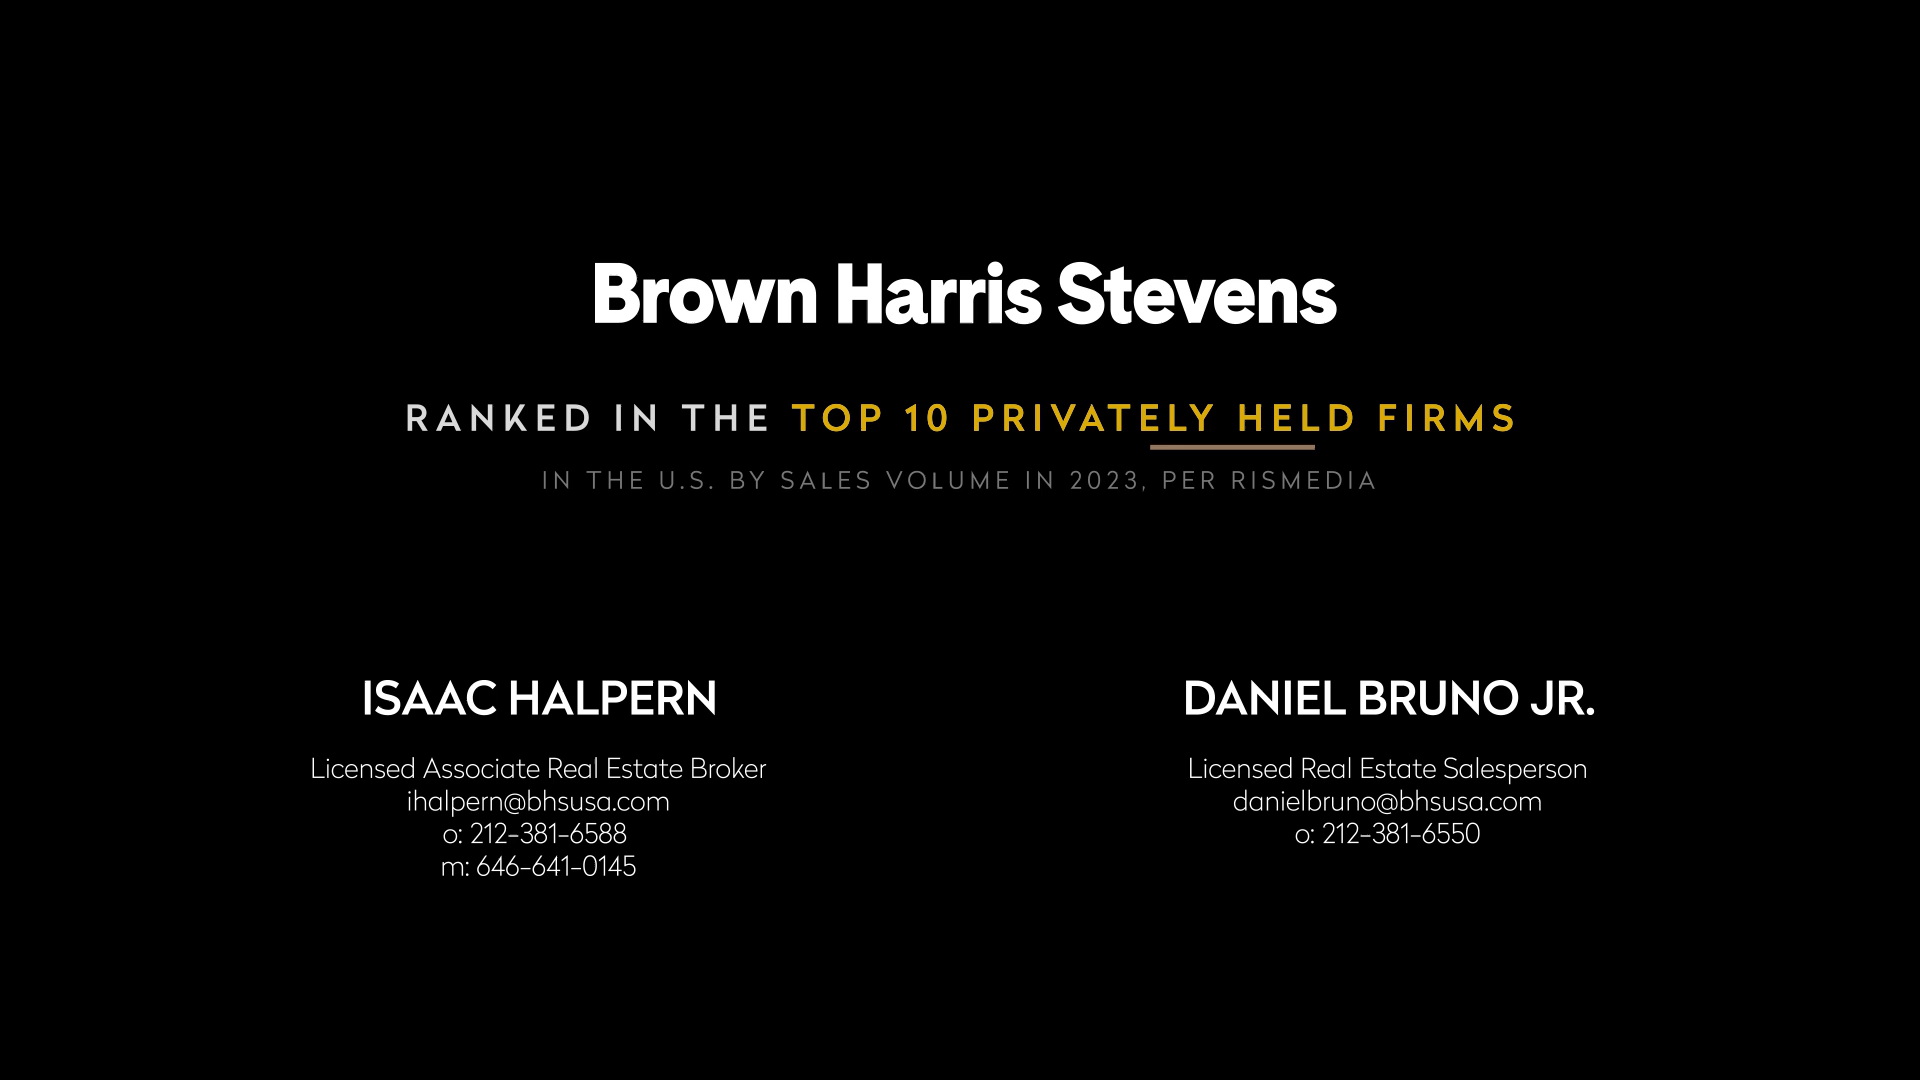 Brown Harris Stevens
RANKED IN THE TOP 10 PRIVATELY HELD FIRMS
IN THE U.S. BY SALES VOLUME IN 2023, PER RISMEDIA
ISAAC HALPERN
Licensed Associate Real Estate Broker
ihalpern@bhsusa.com
o: 212-381-6588
m: 646-641-0145
DANIEL BRUNO JR.
Licensed Real Estate Salesperson
danielbruno@bhsusa.com
o: 212-381-6550